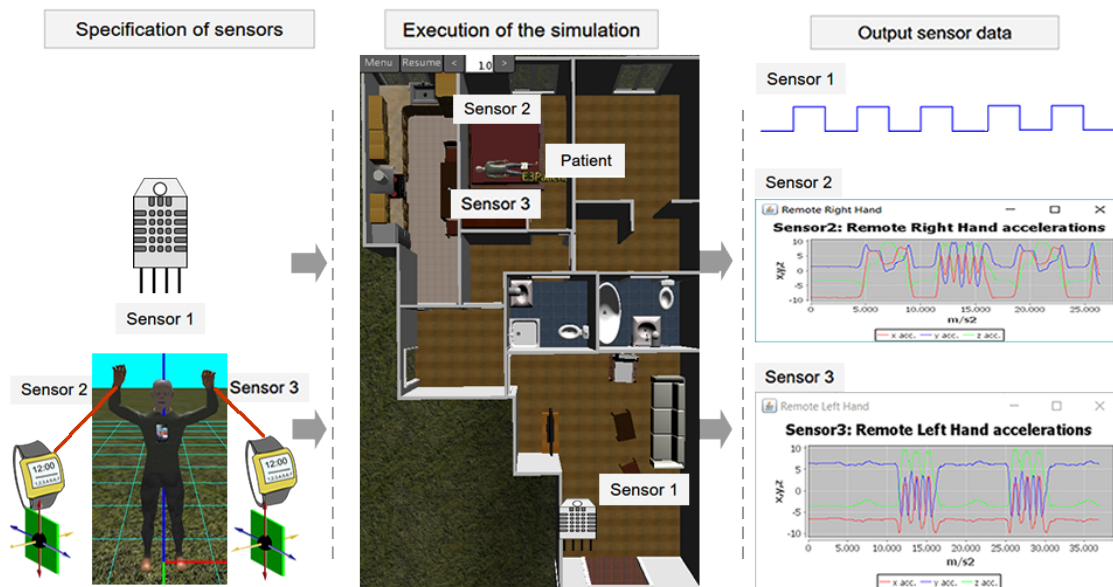 Specification of sensors
Execution of the simulation
Output sensor data
Sensor 1
Sensor 2
Sensor 3
12:00
12:00
Menu Resume < 1.0 >
Sensor 2
Patient
E3Patient
Sensor 3
Sensor 1
Sensor 1
Sensor 2
Remote Right Hand
Sensor2: Remote Right Hand accelerations
x,y,z
10
5
0
-5
-10
0 5.000 10.000 15.000 20.000 25.000
m/s2
x acc. y acc. z acc.
Sensor 3
Remote Left Hand
Sensor3: Remote Left Hand accelerations
x,y,z
10
5
0
-5
-10
0 5.000 10.000 15.000 20.000 25.000 30.000 35.000
m/s2
x acc. y acc. z acc.